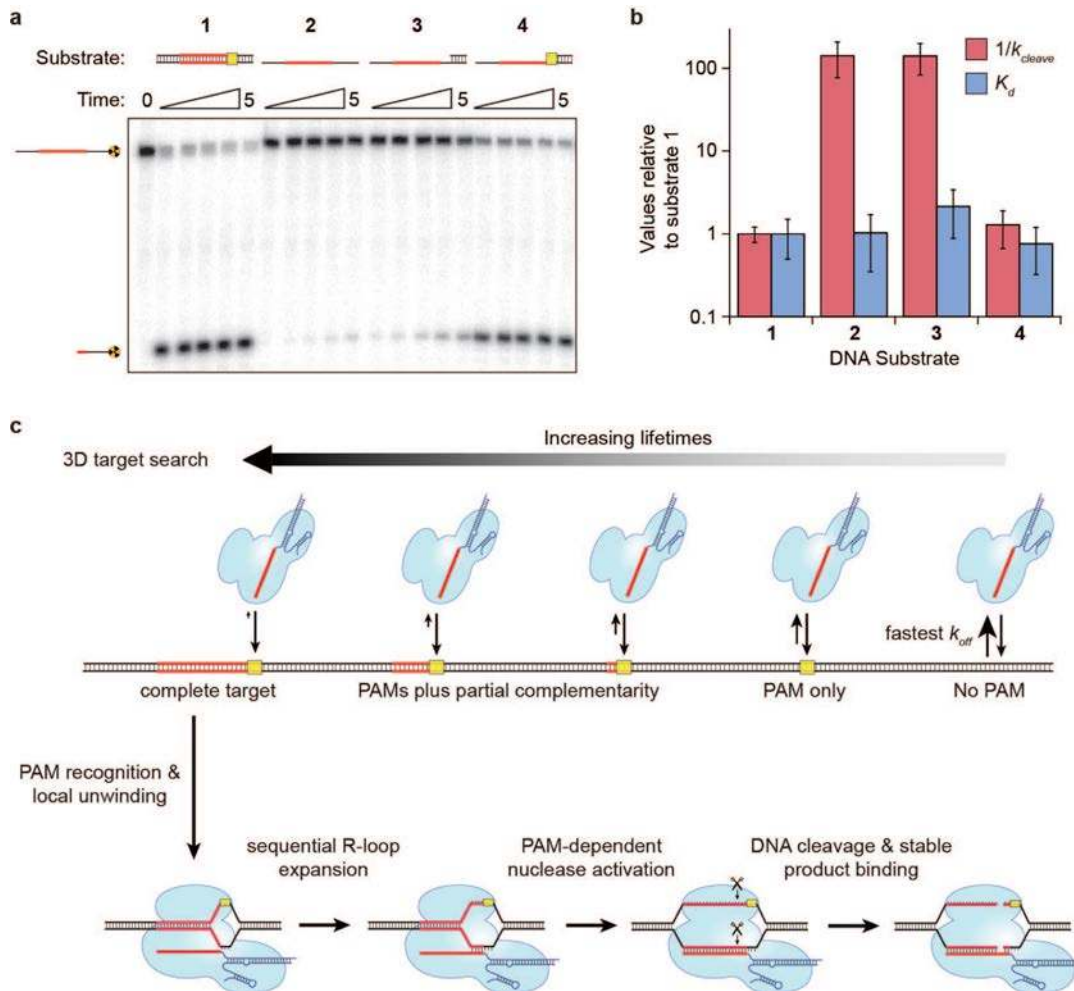 a
1 2 3 4
Substrate:
Time: 0 5 5 5 5
b
Values relative
to substrate 1
100
10
1
0.1
1/k_cleave
K_d
1 2 3 4
DNA Substrate
c
3D target search
Increasing lifetimes
fastest k_off
complete target
PAMs plus partial complementarity
PAM only
No PAM
PAM recognition &
local unwinding
sequential R-loop
expansion
PAM-dependent
nuclease activation
DNA cleavage & stable
product binding